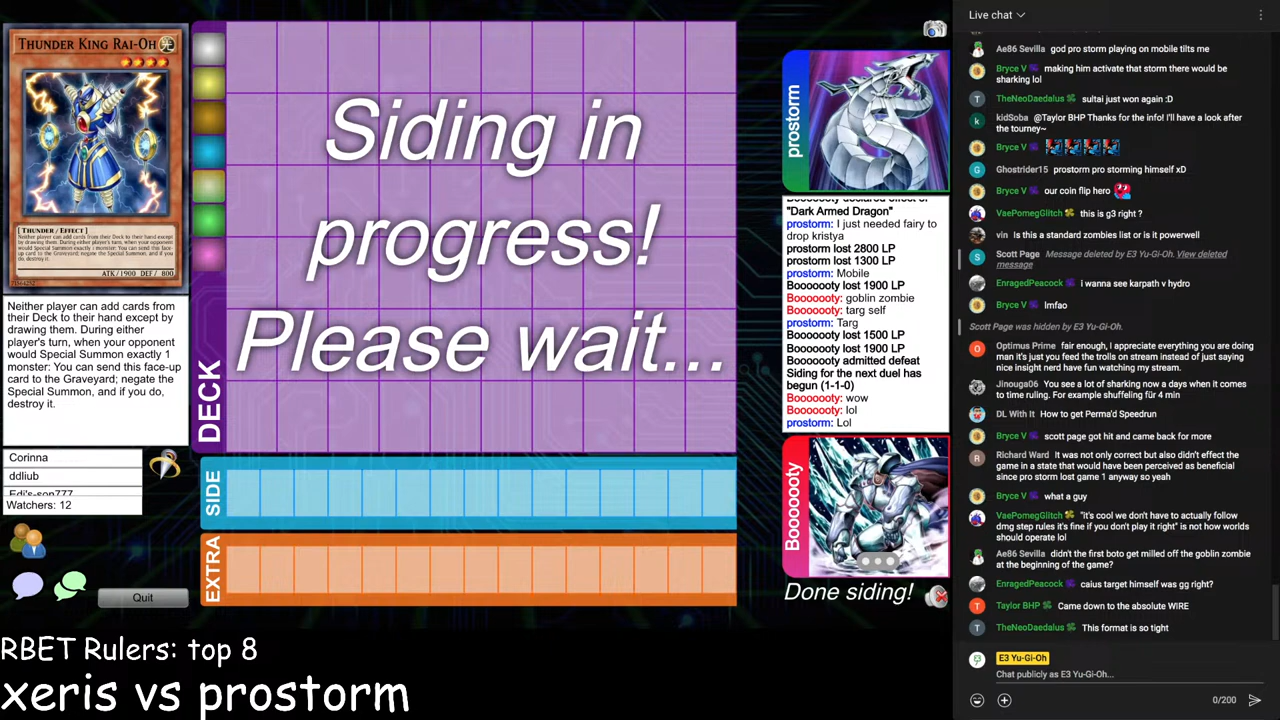 THUNDER KING RAI-OH
[ THUNDER / EFFECT ]
ATK/1900 DEF/ 800
Neither player can add cards from
their Deck to their hand except by
drawing them. During either
player's turn, when your opponent
would Special Summon exactly 1
monster: You can send this face-up
card to the Graveyard; negate the
Special Summon, and if you do,
destroy it.
Corinna
ddliub
Edi's-son777
Watchers: 12
Quit
DECK
Siding in
progress!
Please wait...
SIDE
EXTRA
prostorm
"Dark Armed Dragon"
prostorm: I just needed fairy to
drop kristya
prostorm lost 2800 LP
prostorm lost 1300 LP
prostorm: Mobile
Booooooty lost 1900 LP
Booooooty: goblin zombie
Booooooty: targ self
prostorm: Targ
Booooooty lost 1500 LP
Booooooty lost 1900 LP
Booooooty admitted defeat
Siding for the next duel has
begun (1-1-0)
Booooooty: wow
Booooooty: lol
prostorm: Lol
Booooooty
Done siding!
RBET Rulers: top 8
xeris vs prostorm
Live chat
Ae86 Sevilla god pro storm playing on mobile tilts me
Bryce V making him activate that storm there would be
sharking lol
TheNeoDaedalus sultai just won again :D
kidSoba @Taylor BHP Thanks for the info! I'll have a look after
the tourney~
Bryce V
Ghostrider15 prostorm pro storming himself xD
Bryce V our coin flip hero
VaePomegGlitch this is g3 right ?
vin Is this a standard zombies list or is it powerwell
Scott Page Message deleted by E3 Yu-Gi-Oh. View deleted
message
EnragedPeacock i wanna see karpath v hydro
Bryce V lmfao
Scott Page was hidden by E3 Yu-Gi-Oh.
Optimus Prime fair enough, I appreciate everything you are doing
man it's just you feed the trolls on stream instead of just saying
nice insight nerd have fun watching my stream.
Jinouga06 You see a lot of sharking now a days when it comes
to time ruling. For example shuffeling für 4 min
DL With It How to get Perma'd Speedrun
Bryce V scott page got hit and came back for more
Richard Ward It was not only correct but also didn't effect the
game in a state that would have been perceived as beneficial
since pro storm lost game 1 anyway so yeah
Bryce V what a guy
VaePomegGlitch "it's cool we don't have to actually follow
dmg step rules it's fine if you don't play it right" is not how worlds
should operate lol
Ae86 Sevilla didn't the first boto get milled off the goblin zombie
at the beginning of the game?
EnragedPeacock caius target himself was gg right?
Taylor BHP Came down to the absolute WIRE
TheNeoDaedalus This format is so tight
E3 Yu-Gi-Oh
Chat publicly as E3 Yu-Gi-Oh...
0/200